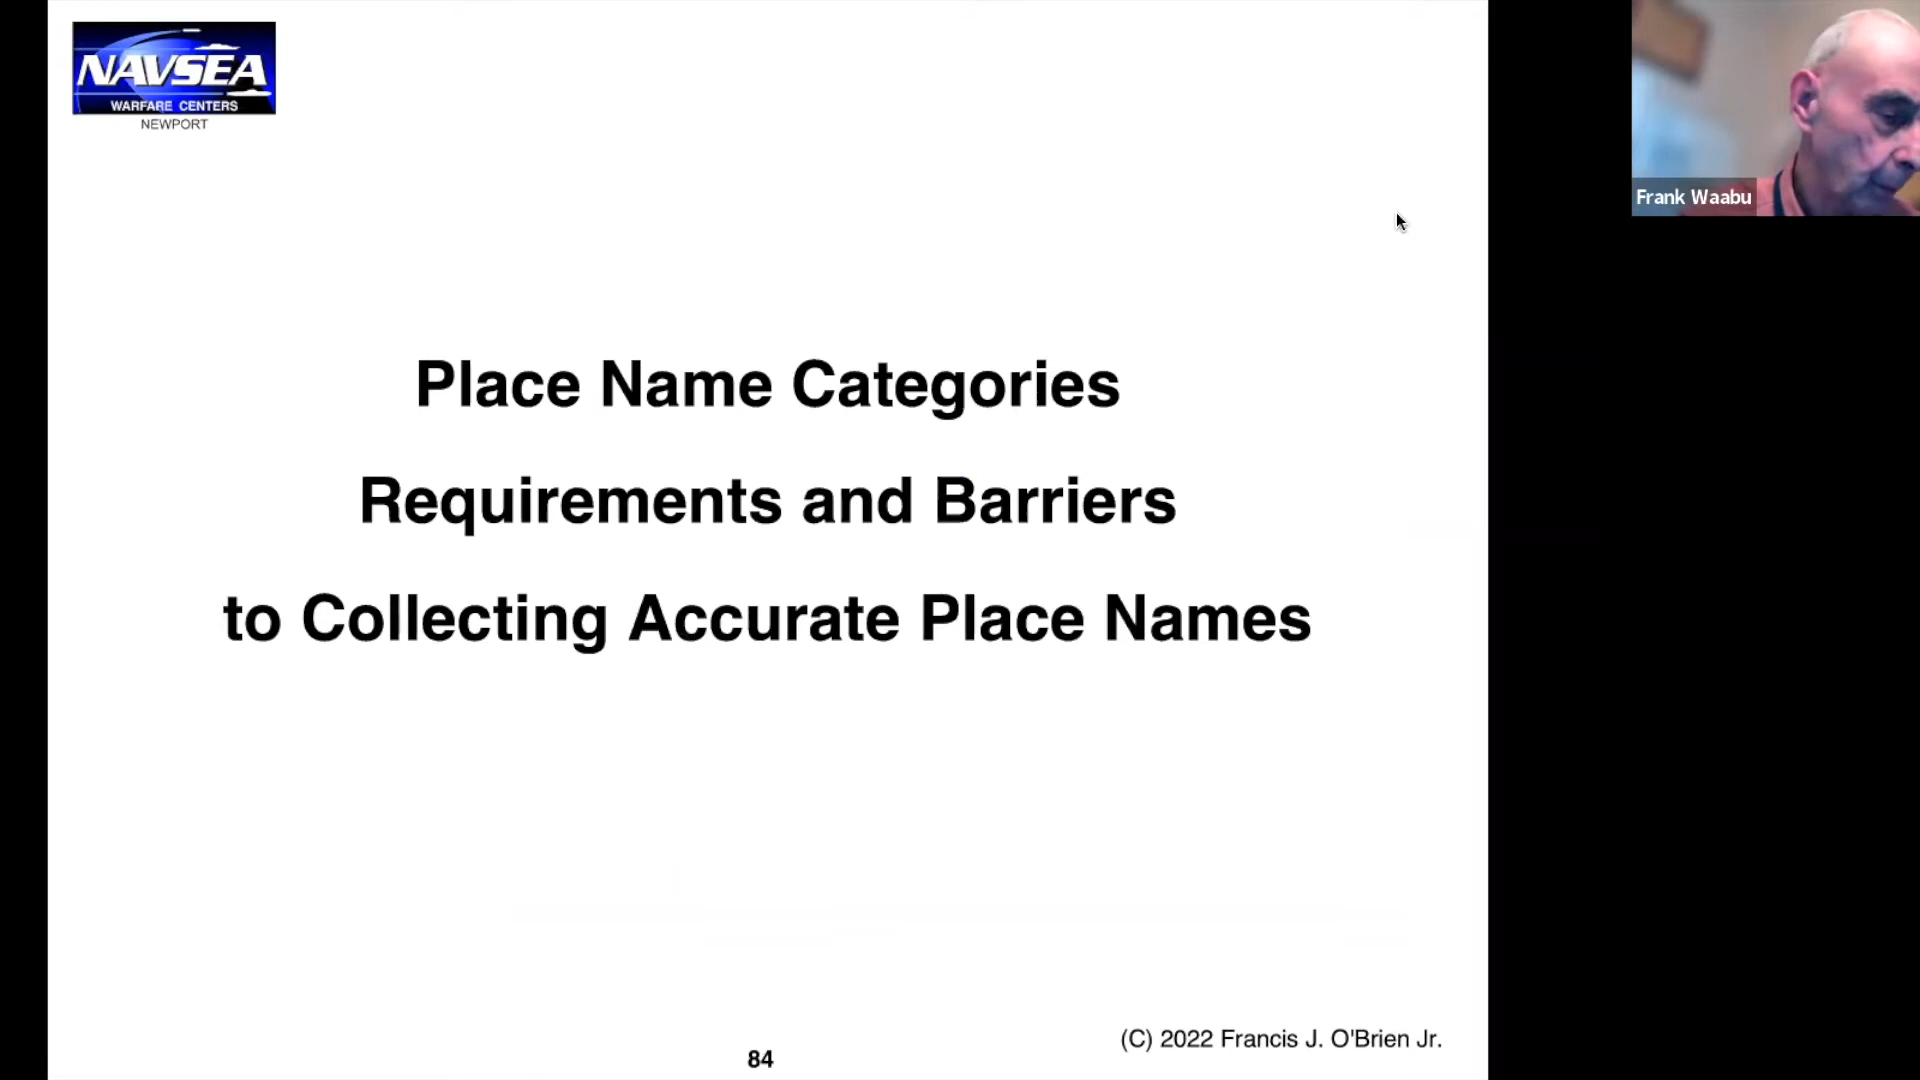 NAVSEA
WARFARE CENTERS
NEWPORT
Frank Waabu
Place Name Categories
Requirements and Barriers
to Collecting Accurate Place Names
(C) 2022 Francis J. O'Brien Jr.
84